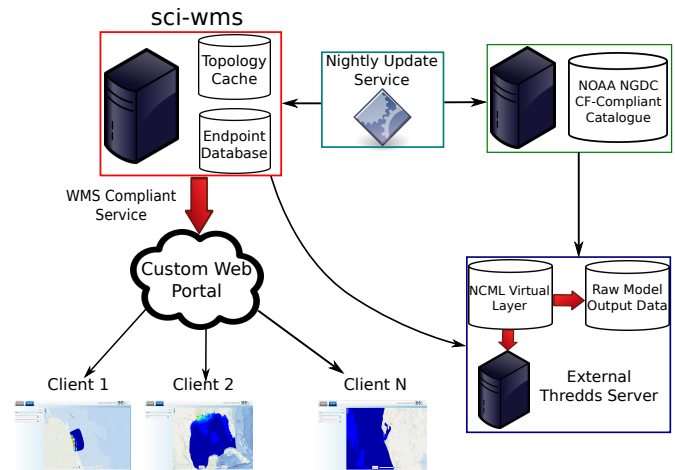 sci-wms
Topology
Cache
Endpoint
Database
Nightly Update
Service
NOAA NGDC
CF-Compliant
Catalogue
WMS Compliant
Service
Custom Web
Portal
NCML Virtual
Layer
Raw Model
Output Data
External
Thredds Server
Client 1
Client 2
Client N